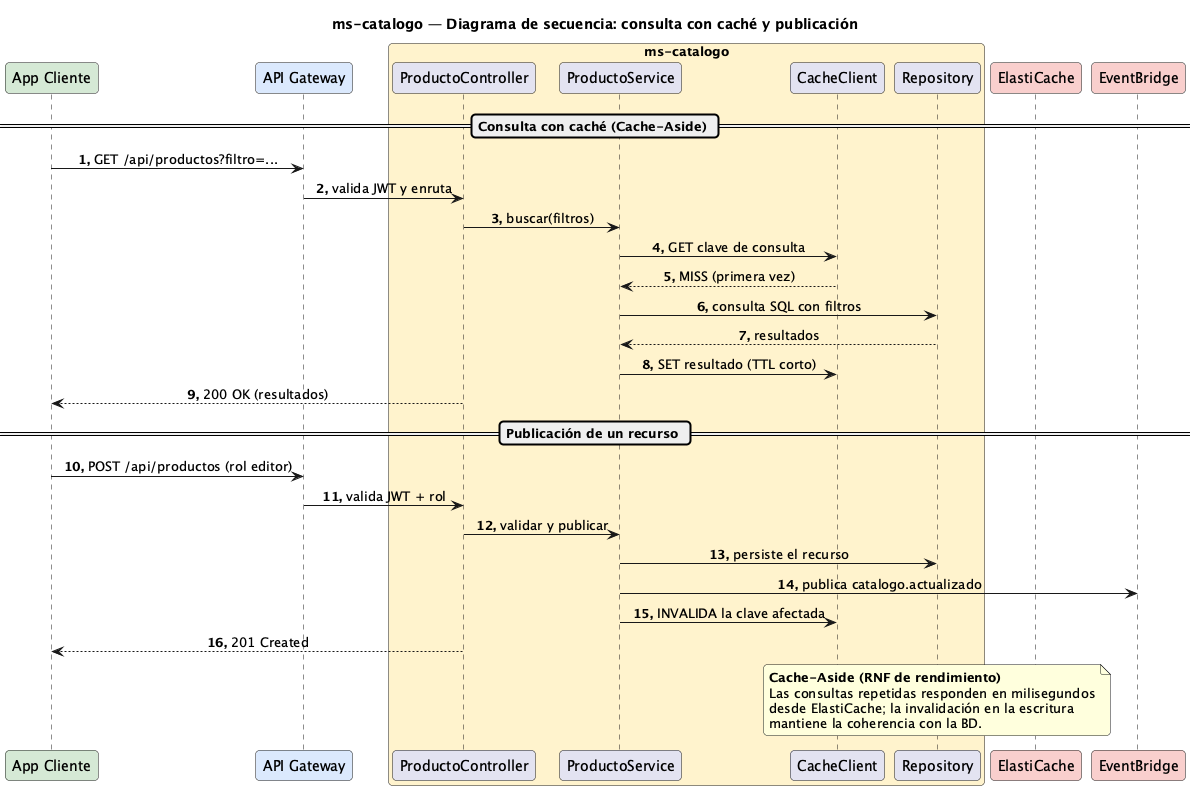 ms-catalogo — Diagrama de secuencia: consulta con caché y publicación
ms-catalogo
App Cliente
API Gateway
ProductoController
ProductoService
CacheClient
Repository
ElastiCache
EventBridge
Consulta con caché (Cache-Aside)
1, GET /api/productos?filtro=...
2, valida JWT y enruta
3, buscar(filtros)
4, GET clave de consulta
5, MISS (primera vez)
6, consulta SQL con filtros
7, resultados
8, SET resultado (TTL corto)
9, 200 OK (resultados)
Publicación de un recurso
10, POST /api/productos (rol editor)
11, valida JWT + rol
12, validar y publicar
13, persiste el recurso
14, publica catalogo.actualizado
15, INVALIDA la clave afectada
16, 201 Created
Cache-Aside (RNF de rendimiento)
Las consultas repetidas responden en milisegundos
desde ElastiCache; la invalidación en la escritura
mantiene la coherencia con la BD.
App Cliente
API Gateway
ProductoController
ProductoService
CacheClient
Repository
ElastiCache
EventBridge